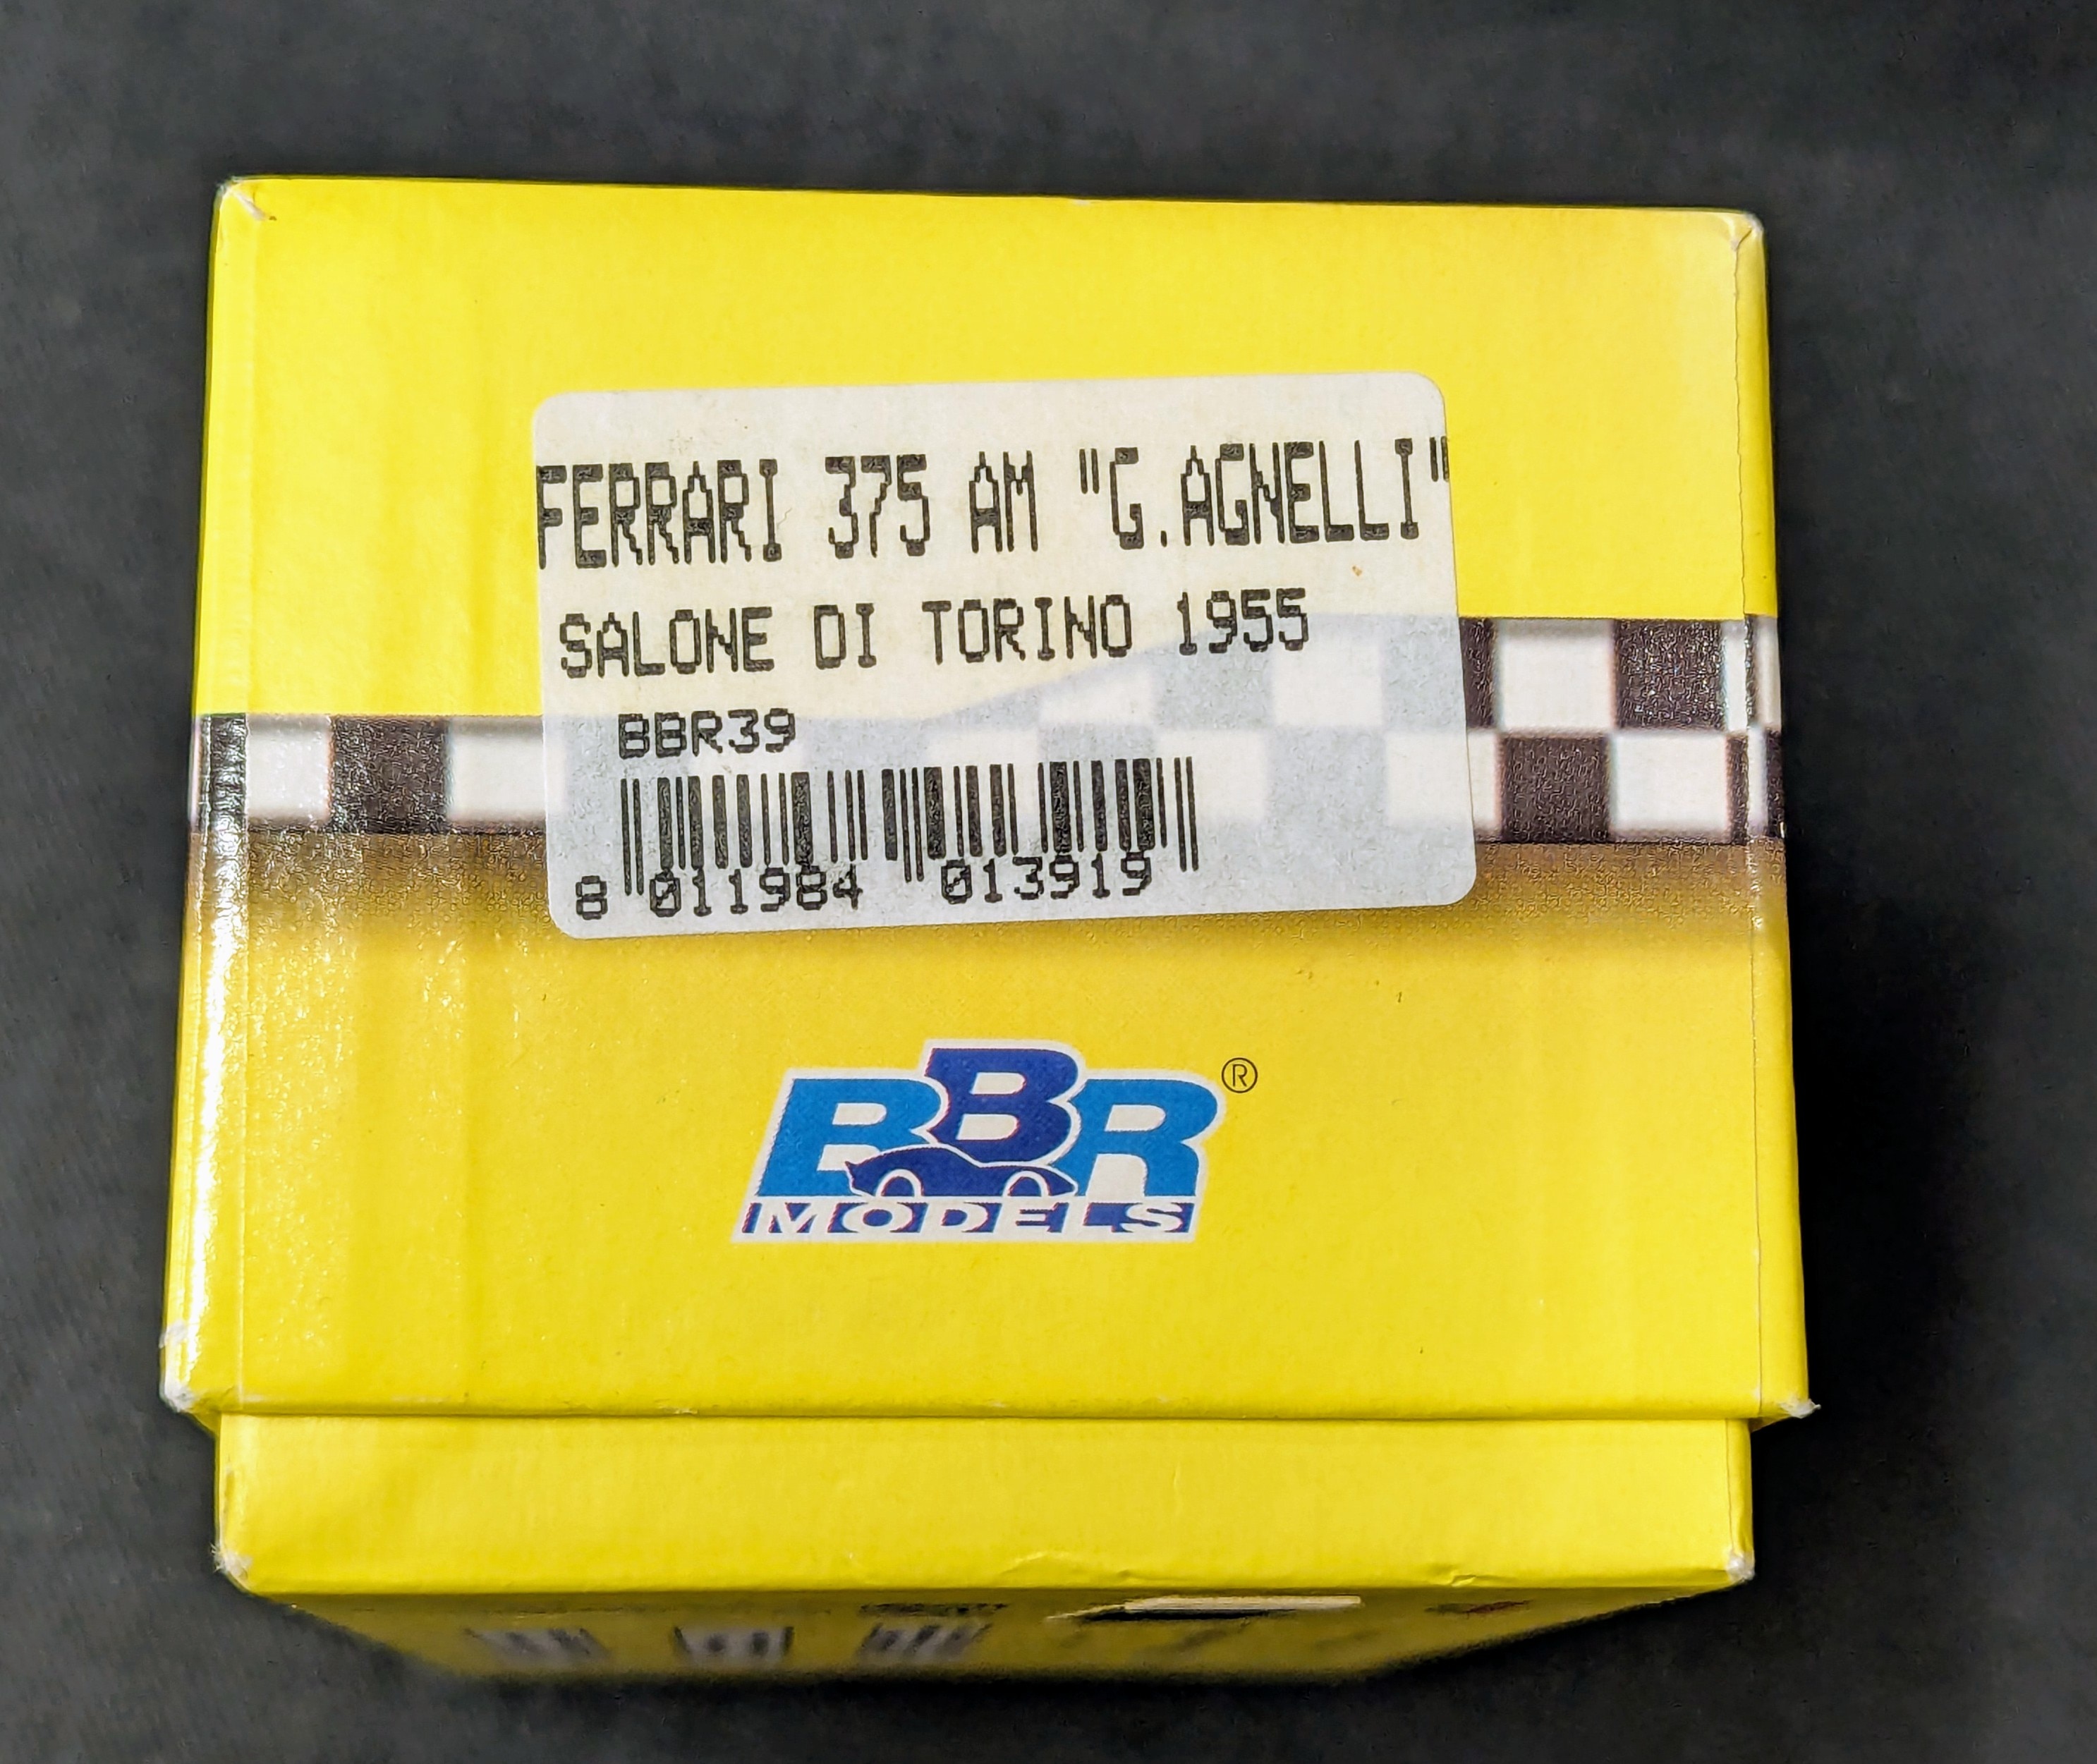 FERRARI 375 AM "G.AGNELLI"
SALONE DI TORINO 1955
BBR39
8 011984 013919
BBR®
MODELS